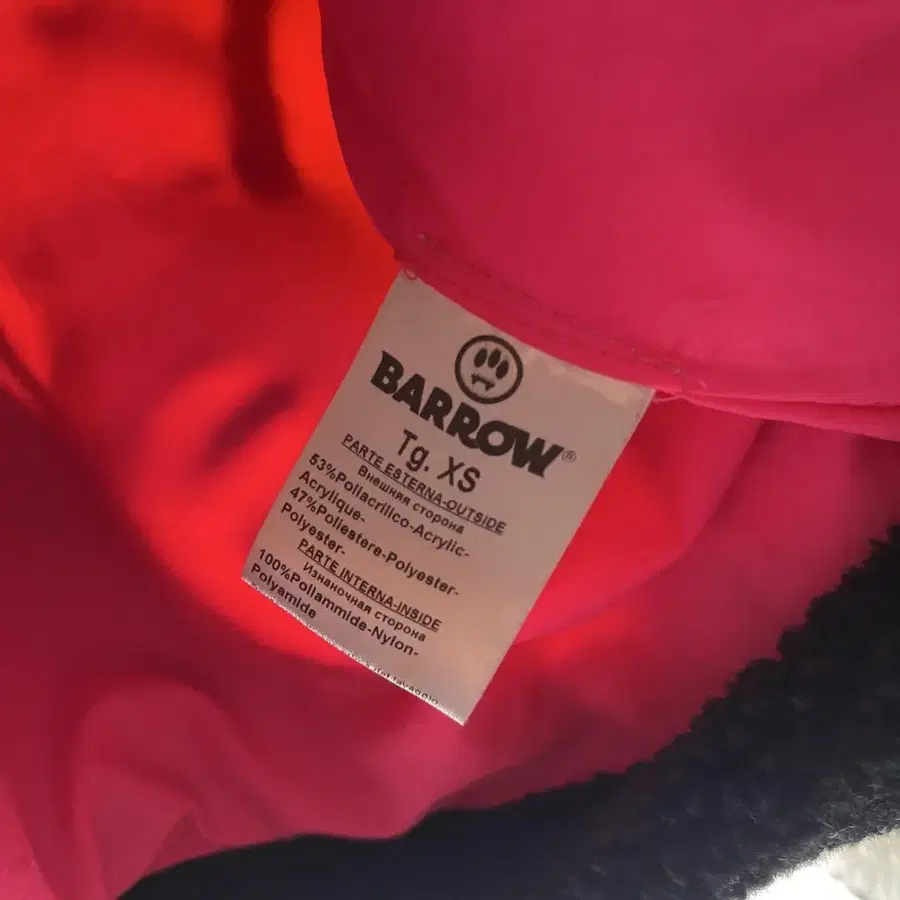 BARROW®
Tg. XS
PARTE ESTERNA-OUTSIDE
Внешняя сторона
53%Poliacrilico-Acrylic-
Acrylique-
47%Poliestere-Polyester-
Polyester-
PARTE INTERNA-INSIDE
Изнаночная сторона
100%Poliammide-Nylon-
Polyamide
lavaggio